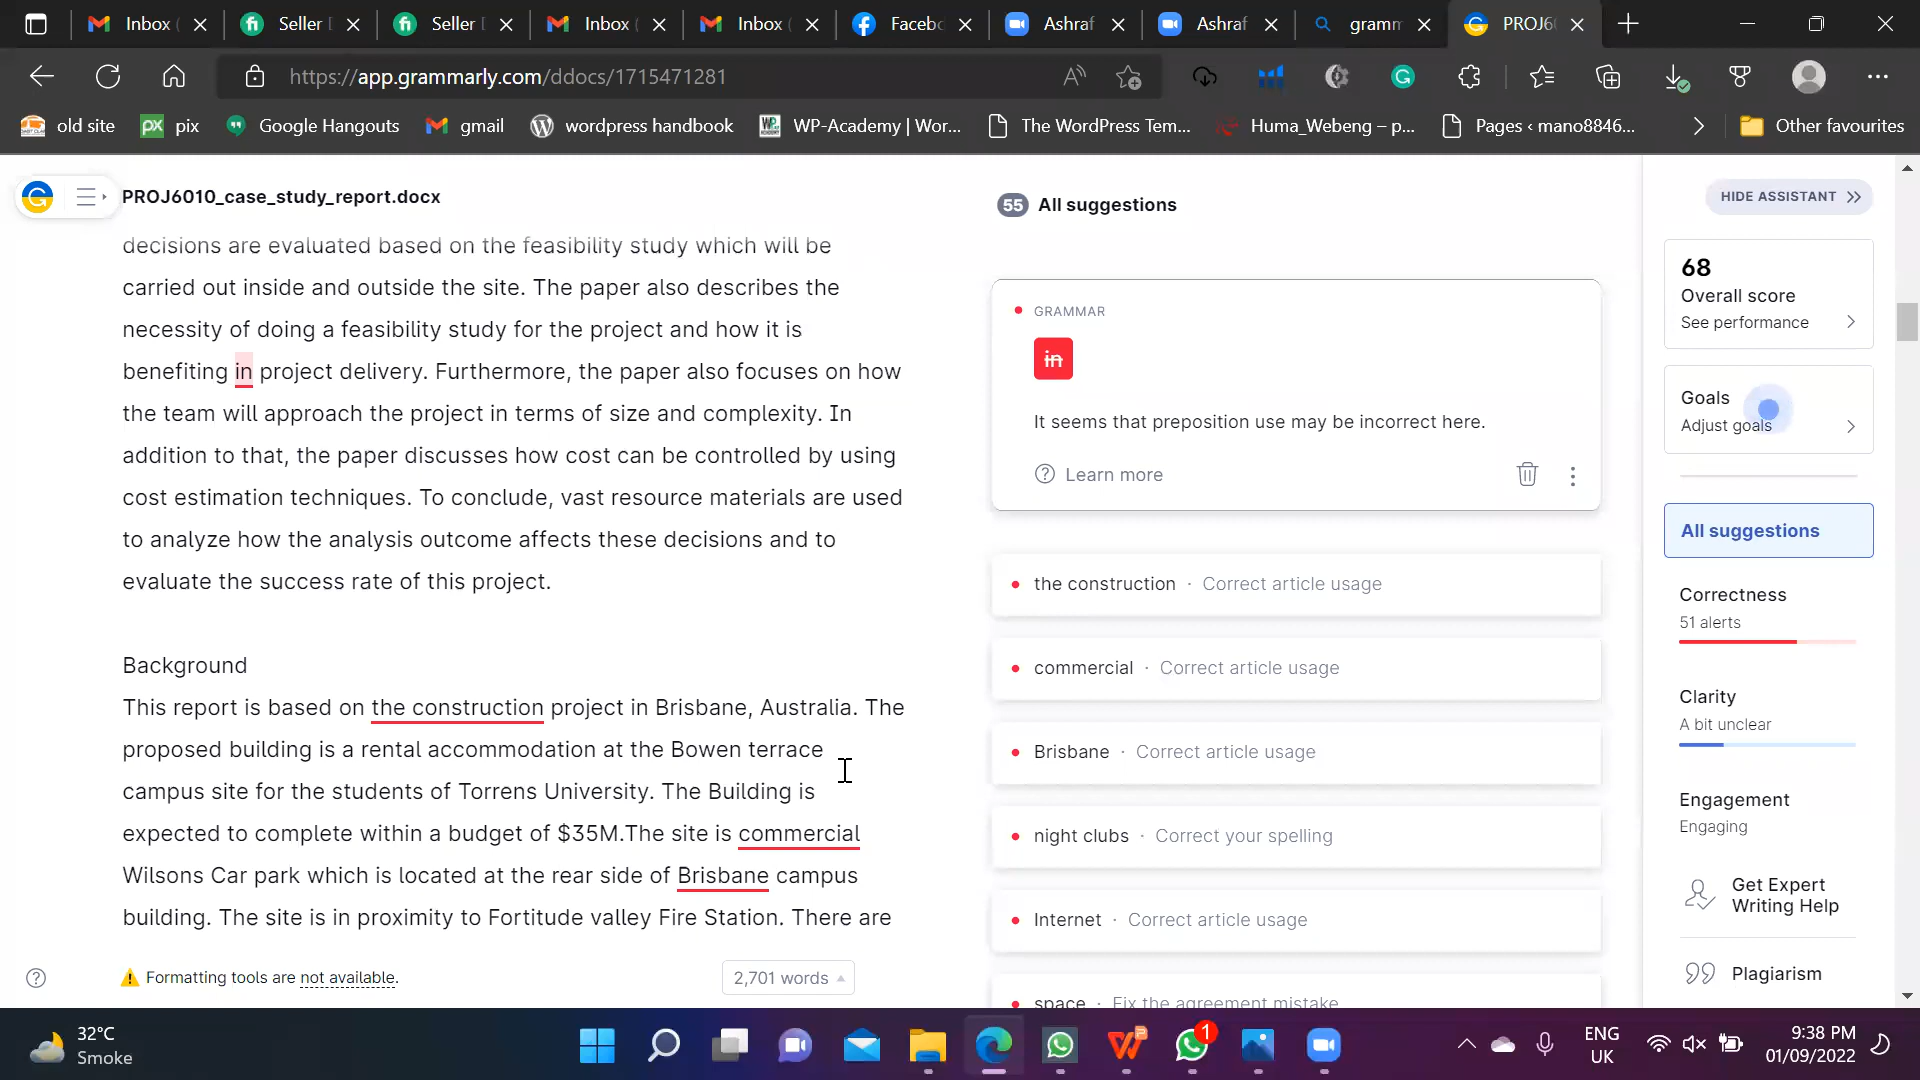 Inbox (
Seller [
Seller [
Inbox (
Inbox (
Facebo
Ashraf
Ashraf
gramm
PROJ60
https://app.grammarly.com/ddocs/1715471281
old site
pix
Google Hangouts
gmail
wordpress handbook
WP-Academy | Wor...
The WordPress Tem...
Huma_Webeng – p...
Pages ‹ mano8846...
Other favourites
PROJ6010_case_study_report.docx
decisions are evaluated based on the feasibility study which will be
carried out inside and outside the site. The paper also describes the
necessity of doing a feasibility study for the project and how it is
benefiting in project delivery. Furthermore, the paper also focuses on how
the team will approach the project in terms of size and complexity. In
addition to that, the paper discusses how cost can be controlled by using
cost estimation techniques. To conclude, vast resource materials are used
to analyze how the analysis outcome affects these decisions and to
evaluate the success rate of this project.
Background
This report is based on the construction project in Brisbane, Australia. The
proposed building is a rental accommodation at the Bowen terrace
campus site for the students of Torrens University. The Building is
expected to complete within a budget of $35M.The site is commercial
Wilsons Car park which is located at the rear side of Brisbane campus
building. The site is in proximity to Fortitude valley Fire Station. There are
Formatting tools are not available.
2,701 words
55 All suggestions
GRAMMAR
in
It seems that preposition use may be incorrect here.
Learn more
the construction · Correct article usage
commercial · Correct article usage
Brisbane · Correct article usage
night clubs · Correct your spelling
Internet · Correct article usage
space · Fix the agreement mistake
HIDE ASSISTANT
68
Overall score
See performance
Goals
Adjust goals
All suggestions
Correctness
51 alerts
Clarity
A bit unclear
Engagement
Engaging
Get Expert
Writing Help
Plagiarism
32°C
Smoke
1
ENG
UK
9:38 PM
01/09/2022